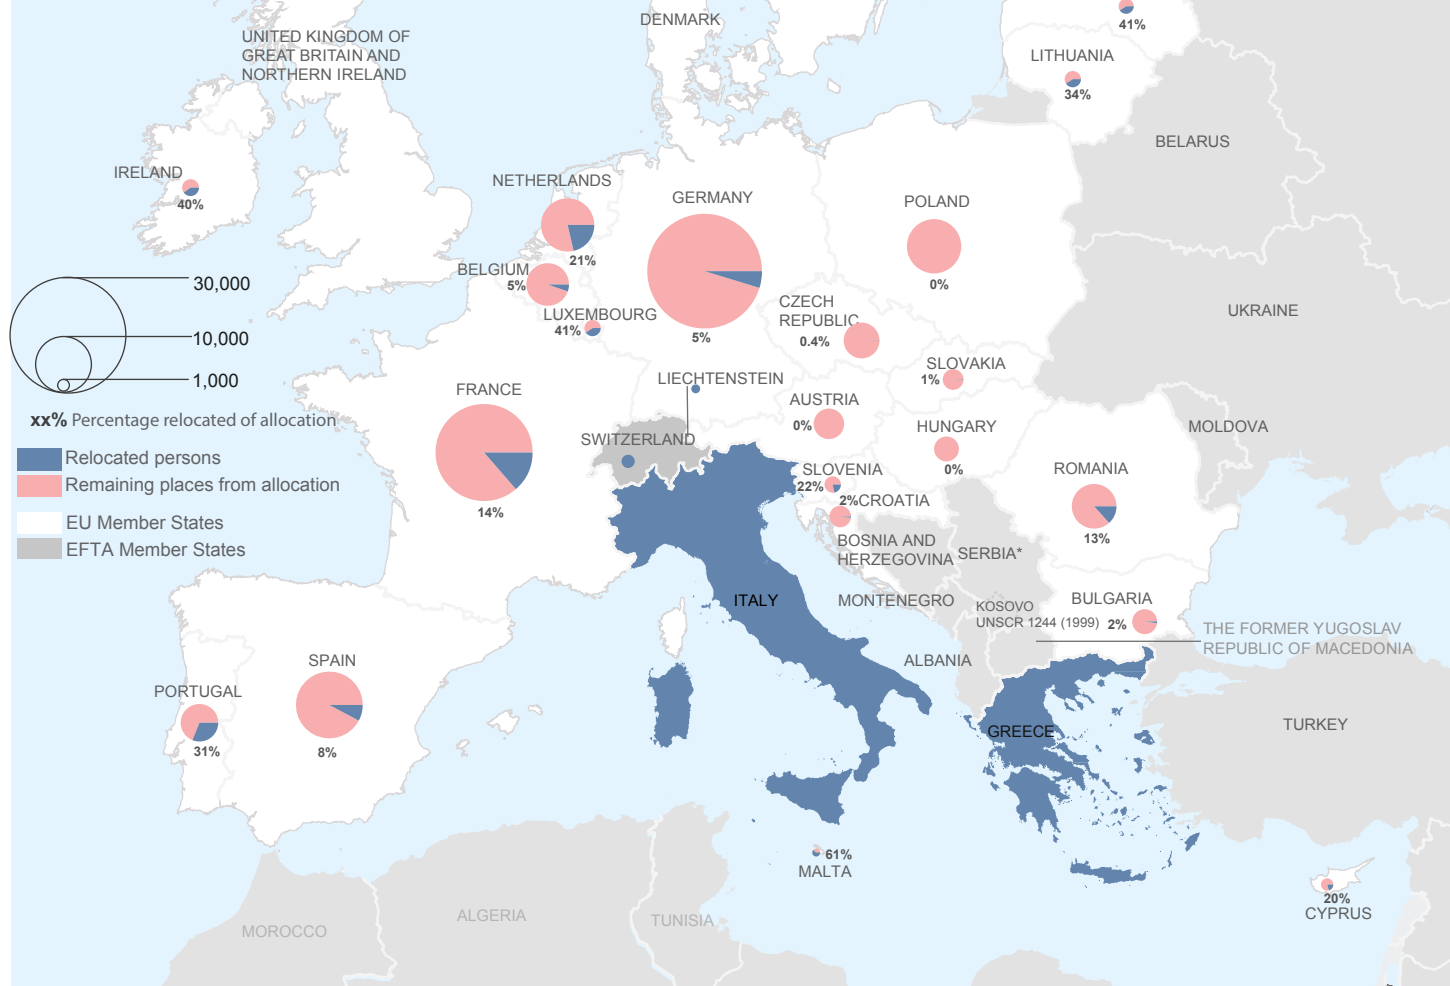 DENMARK
41%
UNITED KINGDOM OF
GREAT BRITAIN AND
NORTHERN IRELAND
LITHUANIA
34%
BELARUS
IRELAND
40%
NETHERLANDS
21%
GERMANY
5%
POLAND
0%
BELGIUM
5%
LUXEMBOURG
41%
CZECH
REPUBLIC
0.4%
UKRAINE
30,000
10,000
1,000
xx% Percentage relocated of allocation
Relocated persons
Remaining places from allocation
EU Member States
EFTA Member States
FRANCE
14%
LIECHTENSTEIN
SWITZERLAND
SLOVAKIA
1%
AUSTRIA
0%
HUNGARY
0%
MOLDOVA
SLOVENIA
22%
2% CROATIA
ROMANIA
13%
BOSNIA AND
HERZEGOVINA
SERBIA*
MONTENEGRO
KOSOVO
UNSCR 1244 (1999)
BULGARIA
2%
THE FORMER YUGOSLAV
REPUBLIC OF MACEDONIA
ITALY
ALBANIA
SPAIN
8%
PORTUGAL
31%
GREECE
TURKEY
61%
MALTA
20%
CYPRUS
MOROCCO
ALGERIA
TUNISIA